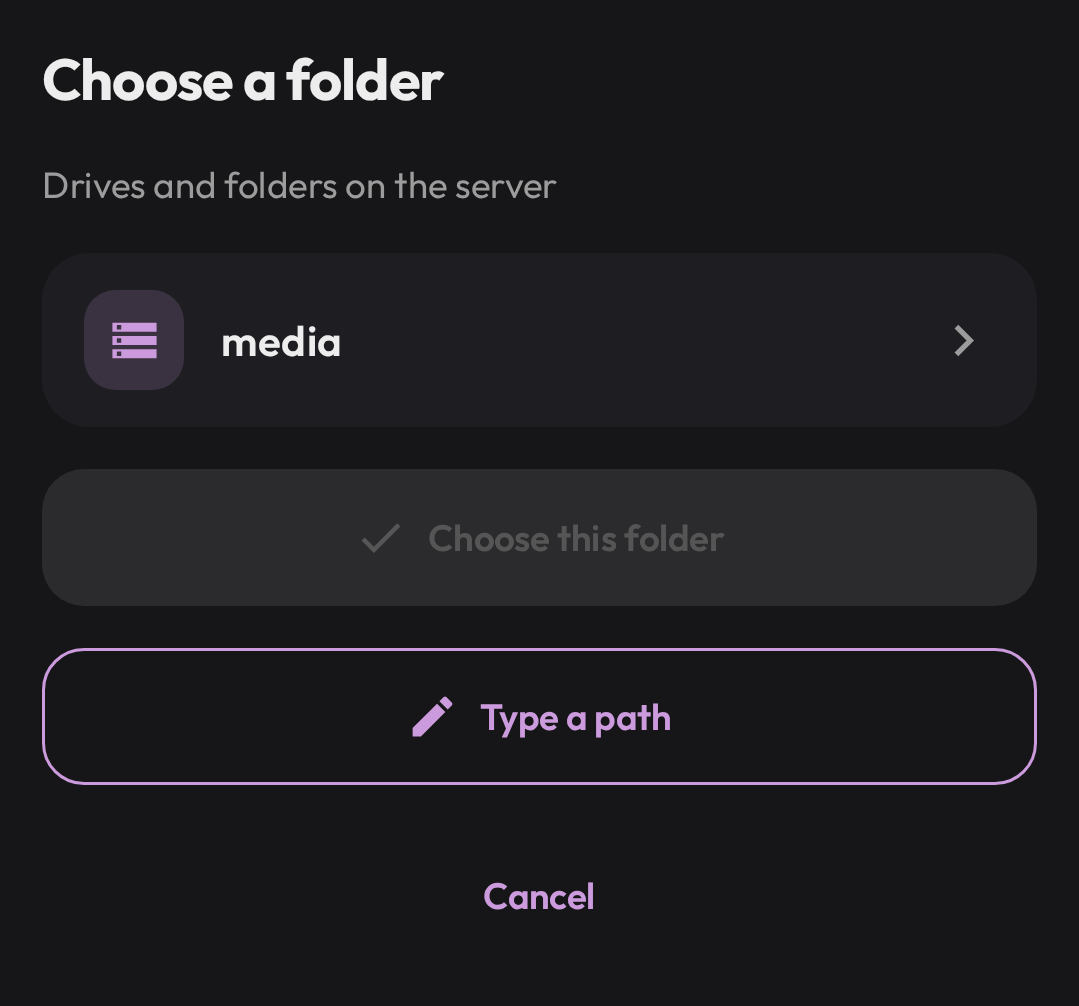 Choose a folder
Drives and folders on the server
media
Choose this folder
Type a path
Cancel